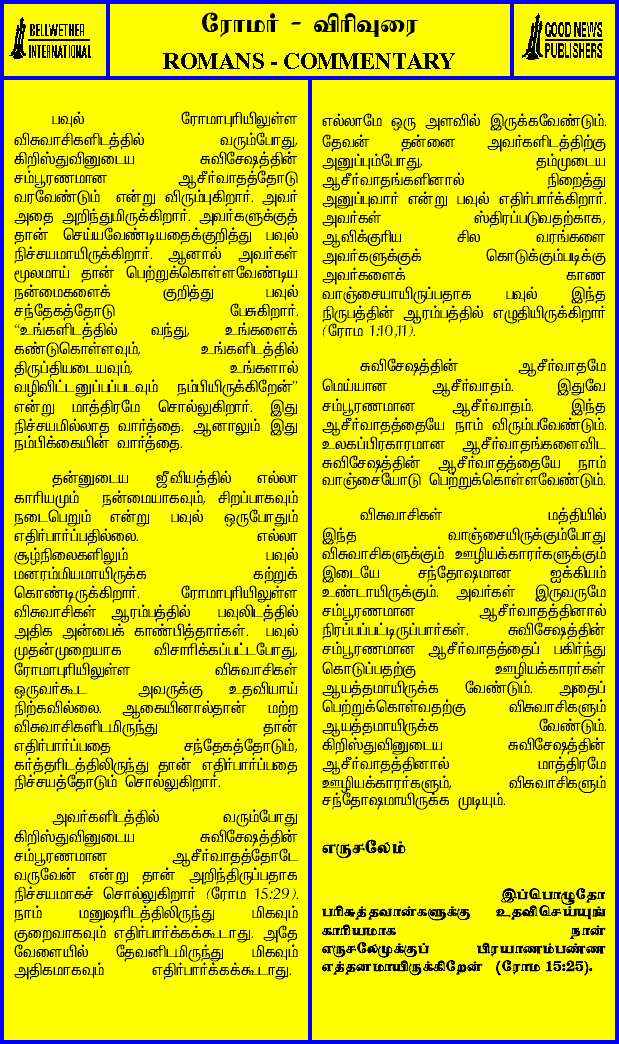 BELLWETHER
INTERNATIONAL
ரோமர் - விரிவுரை
ROMANS - COMMENTARY
GOOD NEWS
PUBLISHERS
பவுல் ரோமாபுரியிலுள்ள
விசுவாசிகளிடத்தில் வரும்போது,
கிறிஸ்துவினுடைய சுவிசேஷத்தின்
சம்பூரணமான ஆசீர்வாதத்தோடு
வரவேண்டும் என்று விரும்புகிறார். அவர்
அதை அறிந்துமிருக்கிறார். அவர்களுக்குத்
தான் செய்யவேண்டியதைக்குறித்து பவுல்
நிச்சயமாயிருக்கிறார். ஆனால் அவர்கள்
மூலமாய் தான் பெற்றுக்கொள்ளவேண்டிய
நன்மைகளைக் குறித்து பவுல்
சந்தேகத்தோடு பேசுகிறார்.
“உங்களிடத்தில் வந்து, உங்களைக்
கண்டுகொள்ளவும், உங்களிடத்தில்
திருப்தியடையவும், உங்களால்
வழிவிட்டனுப்பப்படவும் நம்பியிருக்கிறேன்”
என்று மாத்திரமே சொல்லுகிறார். இது
நிச்சயமில்லாத வார்த்தை. ஆனாலும் இது
நம்பிக்கையின் வார்த்தை.
தன்னுடைய ஜீவியத்தில் எல்லா
காரியமும் நன்மையாகவும், சிறப்பாகவும்
நடைபெறும் என்று பவுல் ஒருபோதும்
எதிர்பார்ப்பதில்லை. எல்லா
சூழ்நிலைகளிலும் பவுல்
மனரம்மியமாயிருக்க கற்றுக்
கொண்டிருக்கிறார். ரோமாபுரியிலுள்ள
விசுவாசிகள் ஆரம்பத்தில் பவுலிடத்தில்
அதிக அன்பைக் காண்பித்தார்கள். பவுல்
முதன்முறையாக விசாரிக்கப்பட்டபோது,
ரோமாபுரியிலுள்ள விசுவாசிகள்
ஒருவர்கூட அவருக்கு உதவியாய்
நிற்கவில்லை. ஆகையினால்தான் மற்ற
விசுவாசிகளிடமிருந்து தான்
எதிர்பார்ப்பதை சந்தேகத்தோடும்,
கர்த்தரிடத்திலிருந்து தான் எதிர்பார்ப்பதை
நிச்சயத்தோடும் சொல்லுகிறார்.
அவர்களிடத்தில் வரும்போது
கிறிஸ்துவினுடைய சுவிசேஷத்தின்
சம்பூரணமான ஆசீர்வாதத்தோடே
வருவேன் என்று தான் அறிந்திருப்பதாக
நிச்சயமாகச் சொல்லுகிறார் (ரோம 15:29).
நாம் மனுஷரிடத்திலிருந்து மிகவும்
குறைவாகவும் எதிர்பார்க்கக்கூடாது. அதே
வேளையில் தேவனிடமிருந்து மிகவும்
அதிகமாகவும் எதிர்பார்க்கக்கூடாது.
எல்லாமே ஒரு அளவில் இருக்கவேண்டும்.
தேவன் தன்னை அவர்களிடத்திற்கு
அனுப்பும்போது, தம்முடைய
ஆசீர்வாதங்களினால் நிறைத்து
அனுப்புவார் என்று பவுல் எதிர்பார்க்கிறார்.
அவர்கள் ஸ்திரப்படுவதற்காக,
ஆவிக்குரிய சில வரங்களை
அவர்களுக்குக் கொடுக்கும்படிக்கு
அவர்களைக் காண
வாஞ்சையாயிருப்பதாக பவுல் இந்த
நிருபத்தின் ஆரம்பத்தில் எழுதியிருக்கிறார்
(ரோம 1:10,11).
சுவிசேஷத்தின் ஆசீர்வாதமே
மெய்யான ஆசீர்வாதம். இதுவே
சம்பூரணமான ஆசீர்வாதம். இந்த
ஆசீர்வாதத்தையே நாம் விரும்பவேண்டும்.
உலகப்பிரகாரமான ஆசீர்வாதங்களைவிட
சுவிசேஷத்தின் ஆசீர்வாதத்தையே நாம்
வாஞ்சையோடு பெற்றுக்கொள்ளவேண்டும்.
விசுவாசிகள் மத்தியில்
இந்த வாஞ்சையிருக்கும்போது
விசுவாசிகளுக்கும் ஊழியக்காரர்களுக்கும்
இடையே சந்தோஷமான ஐக்கியம்
உண்டாயிருக்கும். அவர்கள் இருவருமே
சம்பூரணமான ஆசீர்வாதத்தினால்
நிரப்பப்பட்டிருப்பார்கள். சுவிசேஷத்தின்
சம்பூரணமான ஆசீர்வாதத்தைப் பகிர்ந்து
கொடுப்பதற்கு ஊழியக்காரர்கள்
ஆயத்தமாயிருக்க வேண்டும். அதைப்
பெற்றுக்கொள்வதற்கு விசுவாசிகளும்
ஆயத்தமாயிருக்க வேண்டும்.
கிறிஸ்துவினுடைய சுவிசேஷத்தின்
ஆசீர்வாதத்தினால் மாத்திரமே
ஊழியக்காரர்களும், விசுவாசிகளும்
சந்தோஷமாயிருக்க முடியும்.
எருசலேம்
இப்பொழுதோ
பரிசுத்தவான்களுக்கு உதவிசெய்யுங்
காரியமாக நான்
எருசலேமுக்குப் பிரயாணம்பண்ண
எத்தனமாயிருக்கிறேன் (ரோம 15:25).